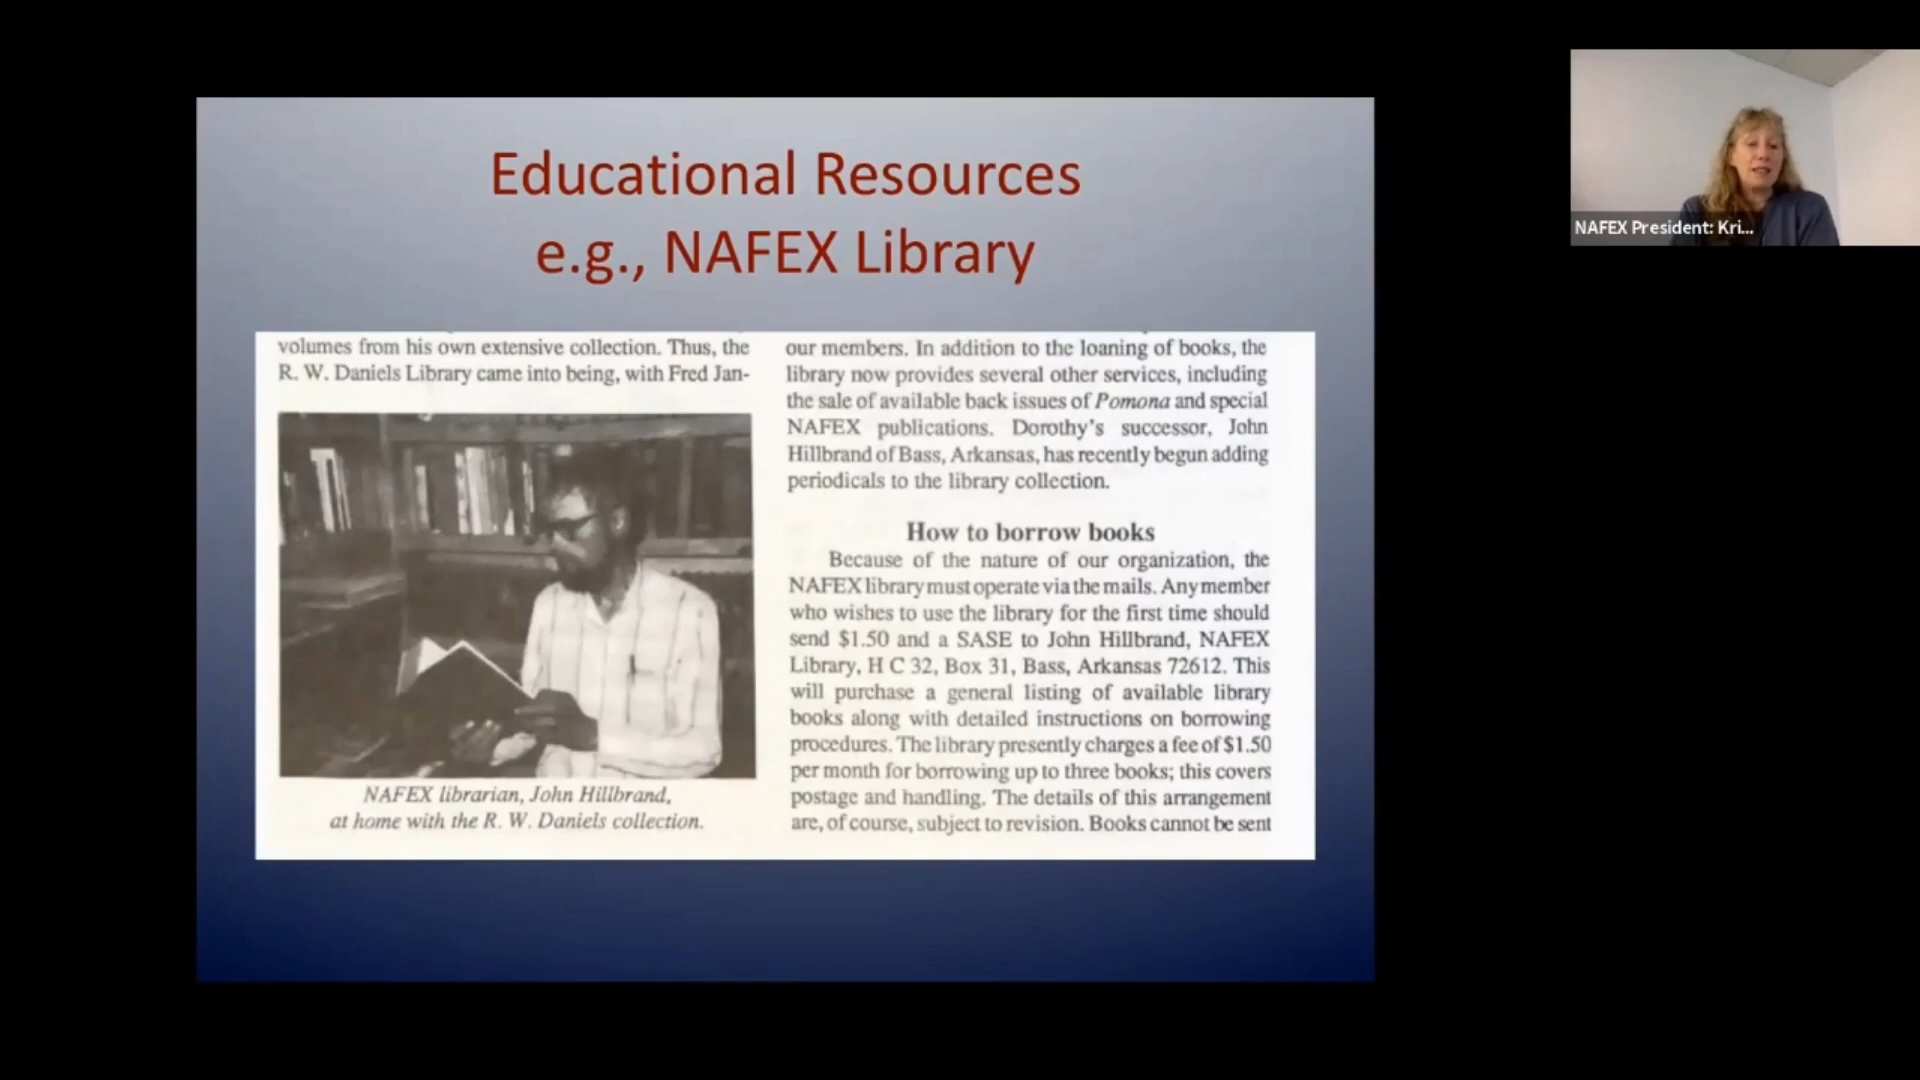 Educational Resources
e.g., NAFEX Library
volumes from his own extensive collection. Thus, the
R. W. Daniels Library came into being, with Fred Jan-
NAFEX librarian, John Hillbrand,
at home with the R. W. Daniels collection.
our members. In addition to the loaning of books, the
library now provides several other services, including
the sale of available back issues of Pomona and special
NAFEX publications. Dorothy's successor, John
Hillbrand of Bass, Arkansas, has recently begun adding
periodicals to the library collection.
How to borrow books
Because of the nature of our organization, the
NAFEX library must operate via the mails. Any member
who wishes to use the library for the first time should
send $1.50 and a SASE to John Hillbrand, NAFEX
Library, H C 32, Box 31, Bass, Arkansas 72612. This
will purchase a general listing of available library
books along with detailed instructions on borrowing
procedures. The library presently charges a fee of $1.50
per month for borrowing up to three books; this covers
postage and handling. The details of this arrangement
are, of course, subject to revision. Books cannot be sent
NAFEX President: Kri...